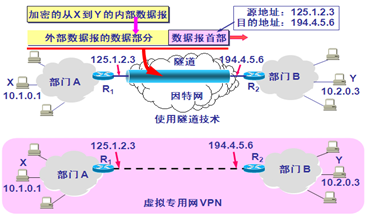 加密的从X到Y的内部数据报
源地址：125.1.2.3
目的地址：194.4.5.6
外部数据报的数据部分 数据报首部
125.1.2.3 隧道 194.4.5.6
X 部门A R1 因特网 R2 部门B Y
10.1.0.1 10.2.0.3
使用隧道技术
125.1.2.3 194.4.5.6
X 部门A R1 R2 部门B Y
10.1.0.1 10.2.0.3
虚拟专用网VPN